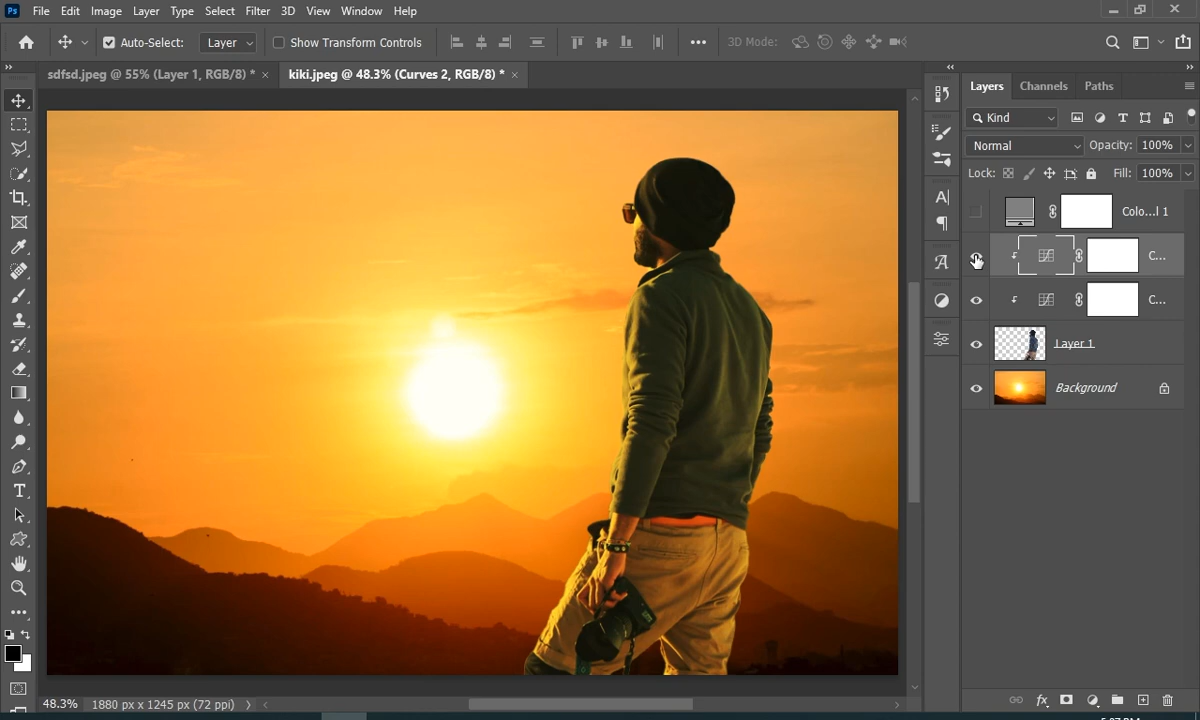 Ps File Edit Image Layer Type Select Filter 3D View Window Help
Auto-Select: Layer Show Transform Controls 3D Mode:
sdfsd.jpeg @ 55% (Layer 1, RGB/8) * × kiki.jpeg @ 48.3% (Curves 2, RGB/8) * ×
Layers Channels Paths
Kind
Normal Opacity: 100%
Lock: Fill: 100%
Colo...l 1
C...
C...
Layer 1
Background
48.3% 1880 px x 1245 px (72 ppi)